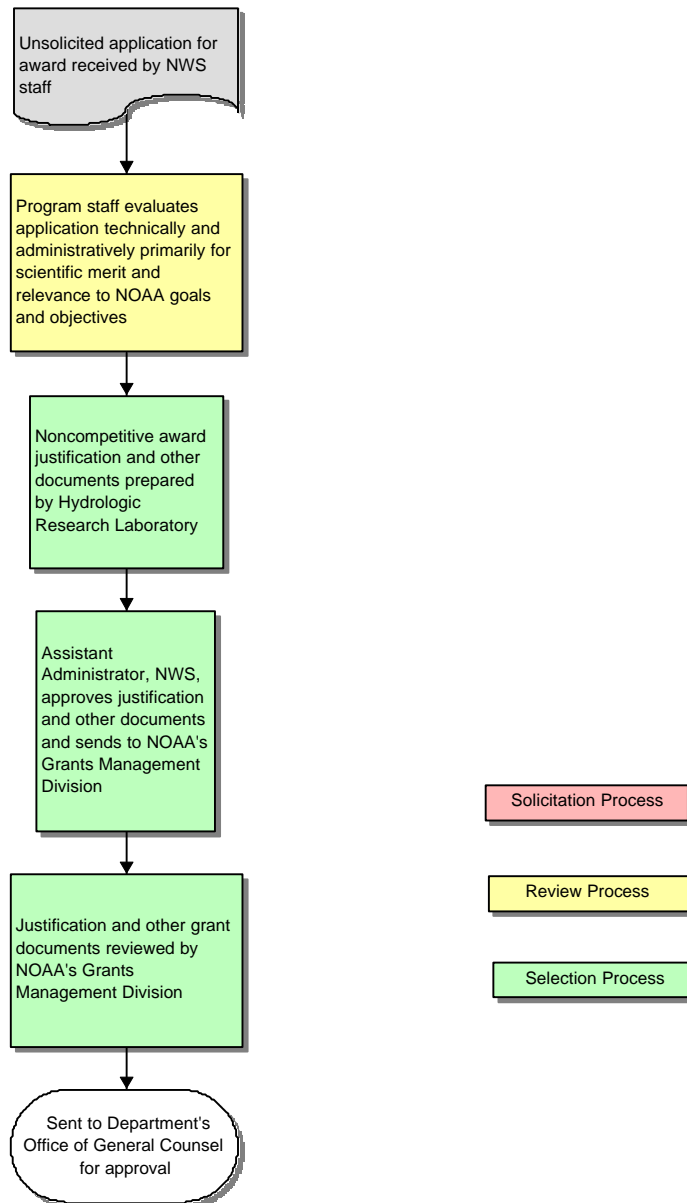 Unsolicited application for
award received by NWS
staff
Program staff evaluates
application technically and
administratively primarily for
scientific merit and
relevance to NOAA goals
and objectives
Noncompetitive award
justification and other
documents prepared
by Hydrologic
Research Laboratory
Assistant
Administrator, NWS,
approves justification
and other documents
and sends to NOAA's
Grants Management
Division
Justification and other grant
documents reviewed by
NOAA's Grants
Management Division
Sent to Department's
Office of General Counsel
for approval
Solicitation Process
Review Process
Selection Process